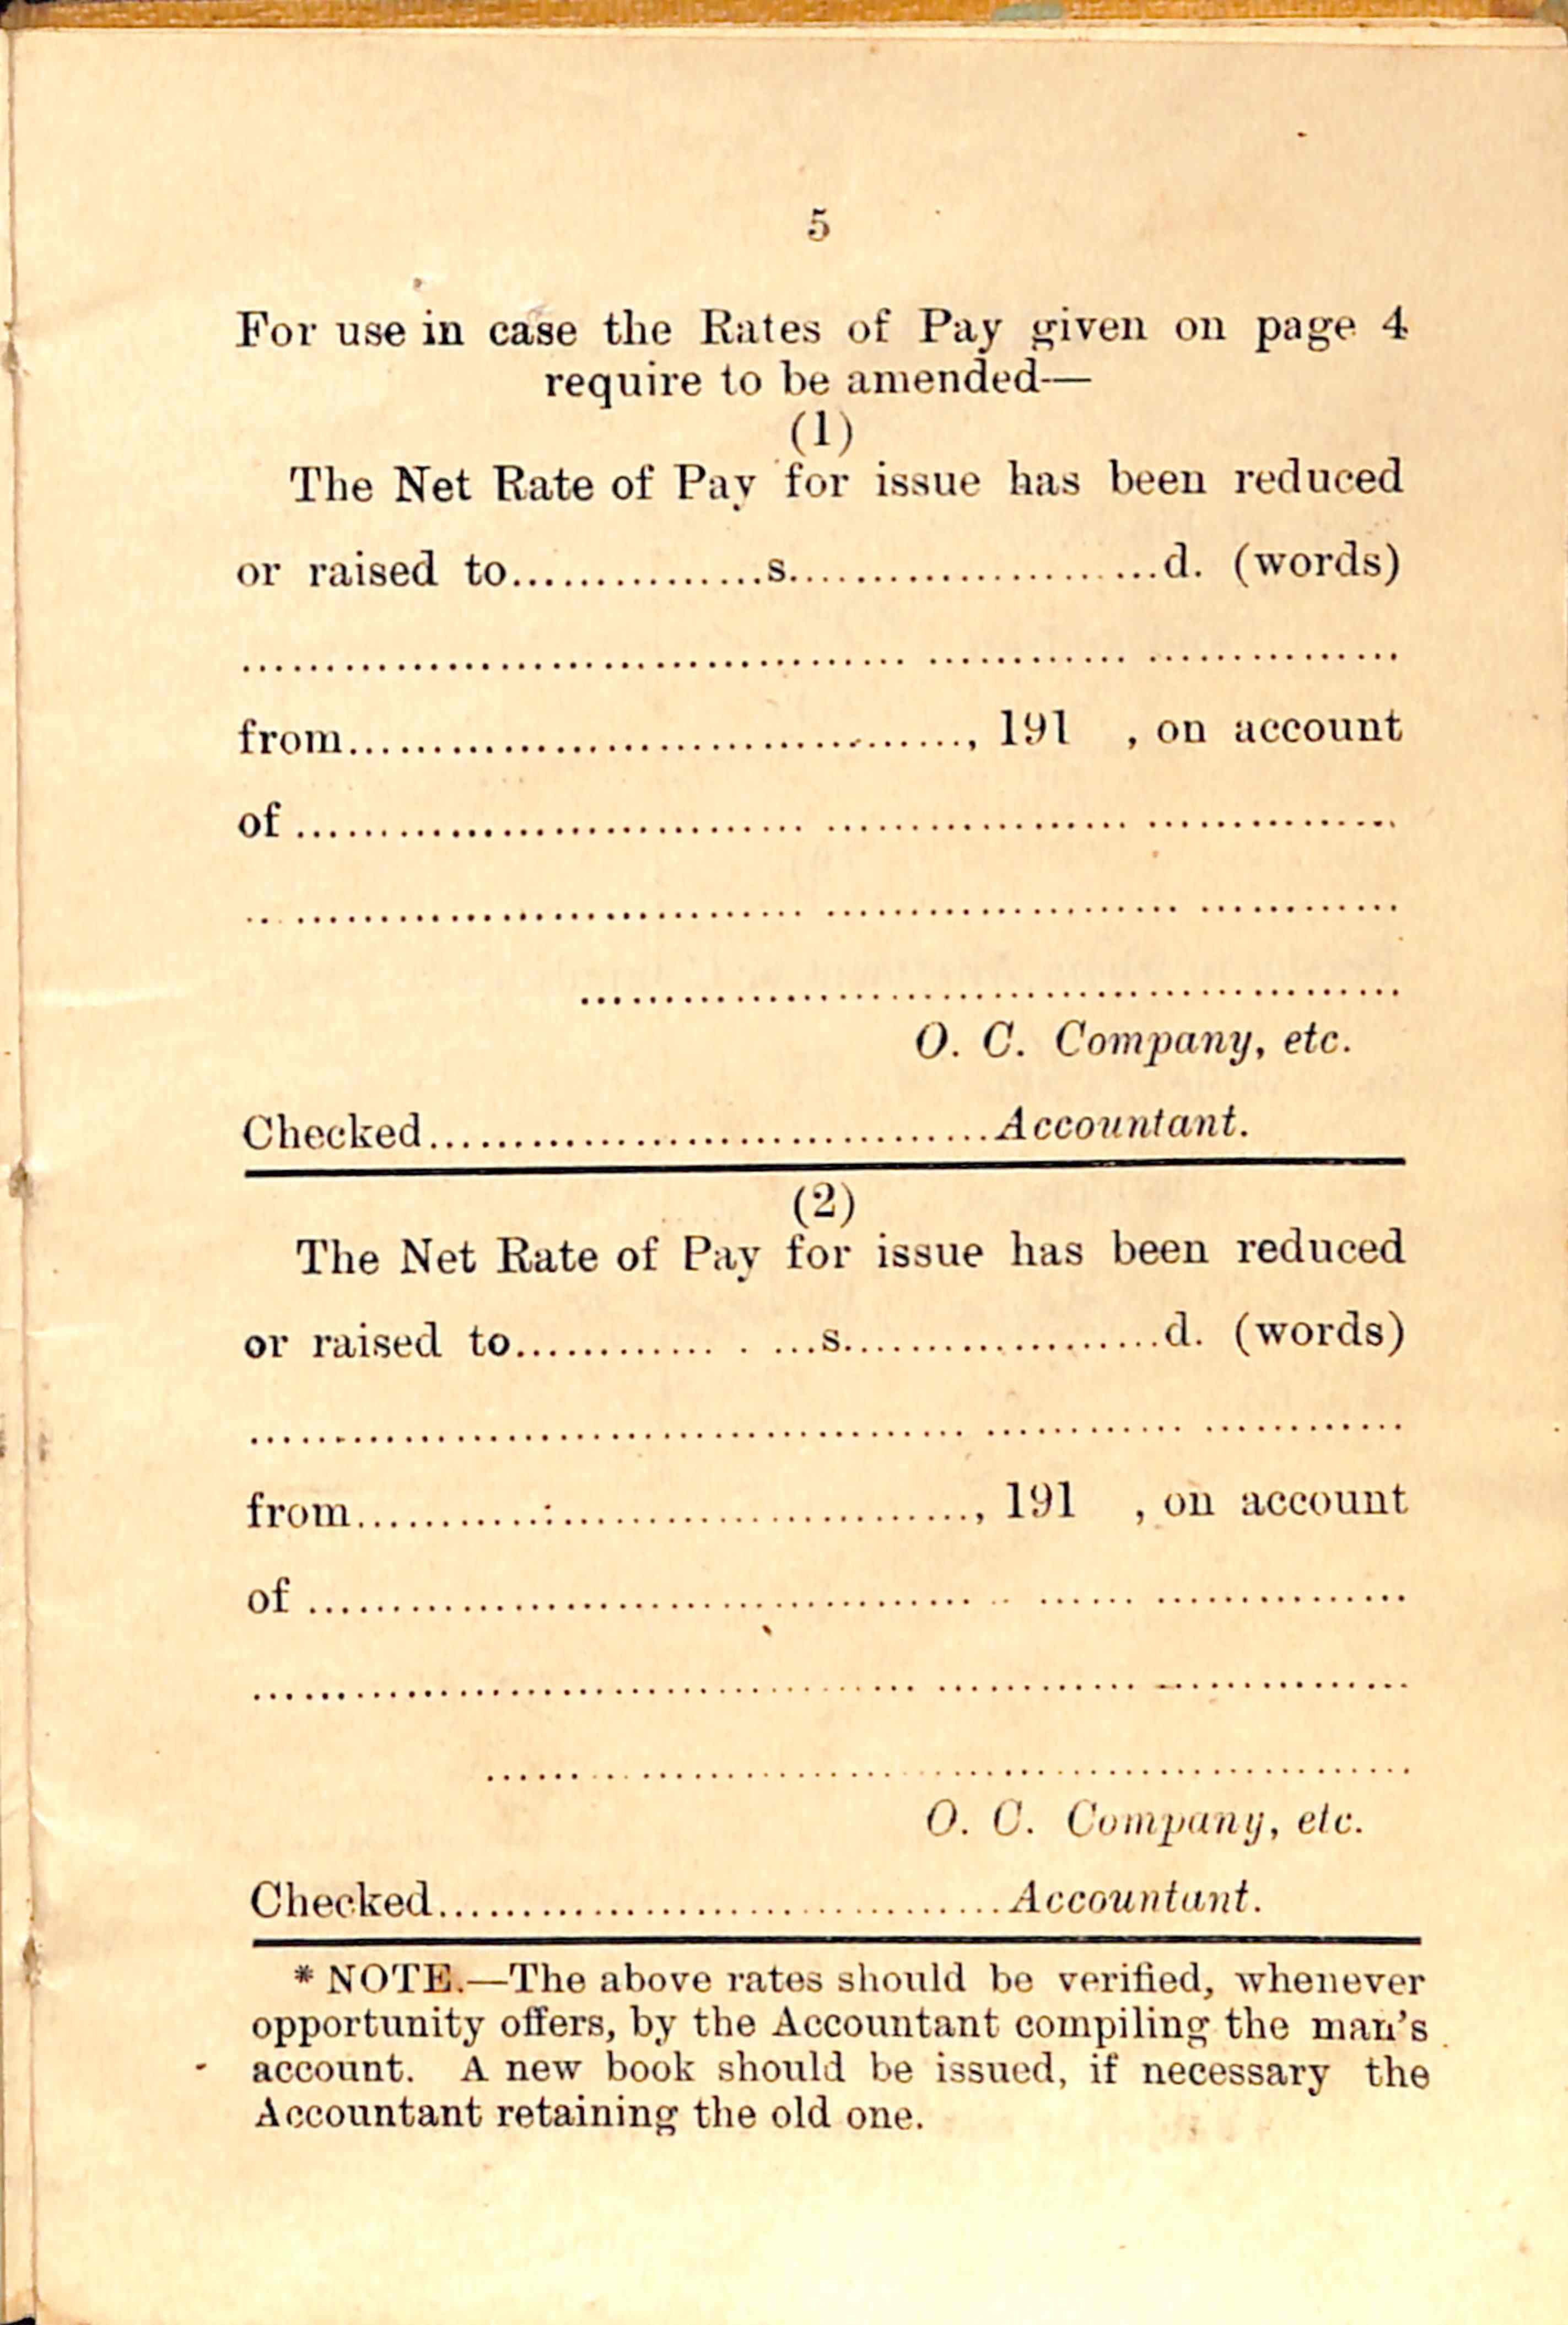 5
For use in case the Rates of Pay given on page 4
require to be amended—
(1)
The Net Rate of Pay for issue has been reduced
or raised to...............s......................d. (words)
.....................................................................
from....................................., 191 , on account
of ..................................................................
.....................................................................
.................................................
O. C. Company, etc.
Checked..................................Accountant.
(2)
The Net Rate of Pay for issue has been reduced
or raised to............ . ...s...................d. (words)
.....................................................................
from....................................., 191 , on account
of ..................................................................
.....................................................................
.......................................................
O. C. Company, etc.
Checked..................................Accountant.
* NOTE.—The above rates should be verified, whenever
opportunity offers, by the Accountant compiling the man's
account. A new book should be issued, if necessary the
Accountant retaining the old one.